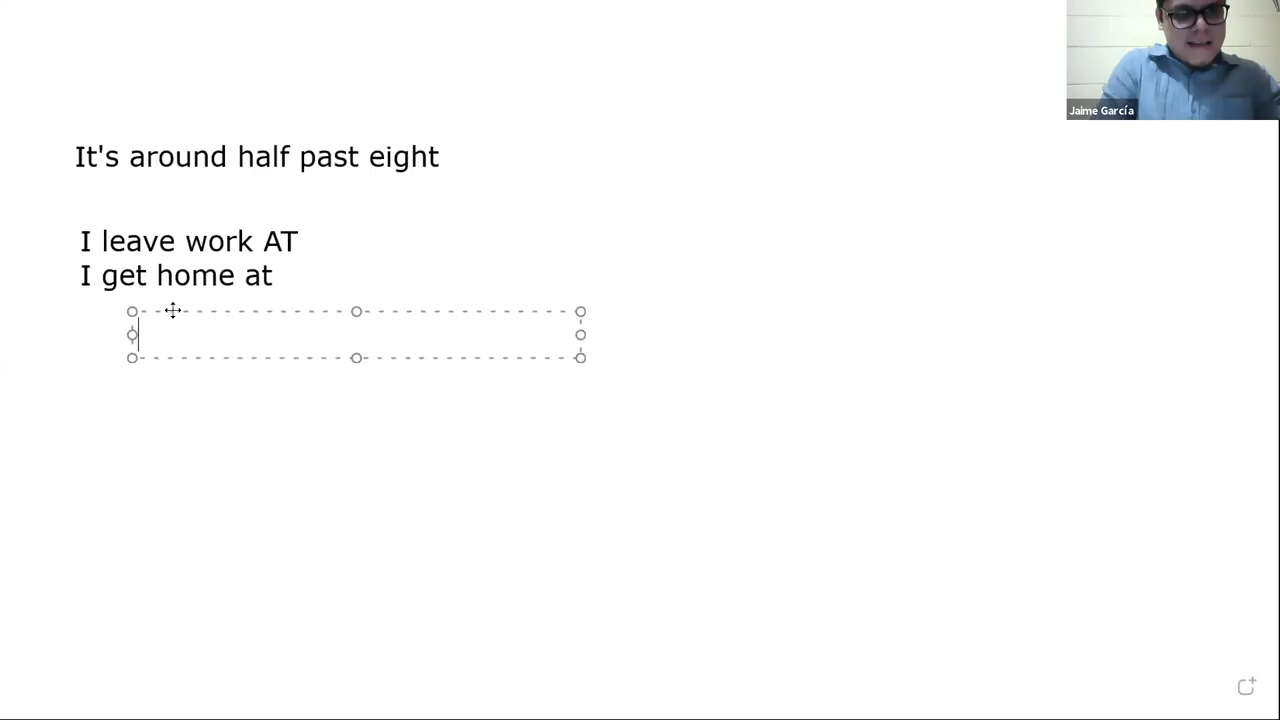 Jaime García
It's around half past eight
I leave work AT
I get home at